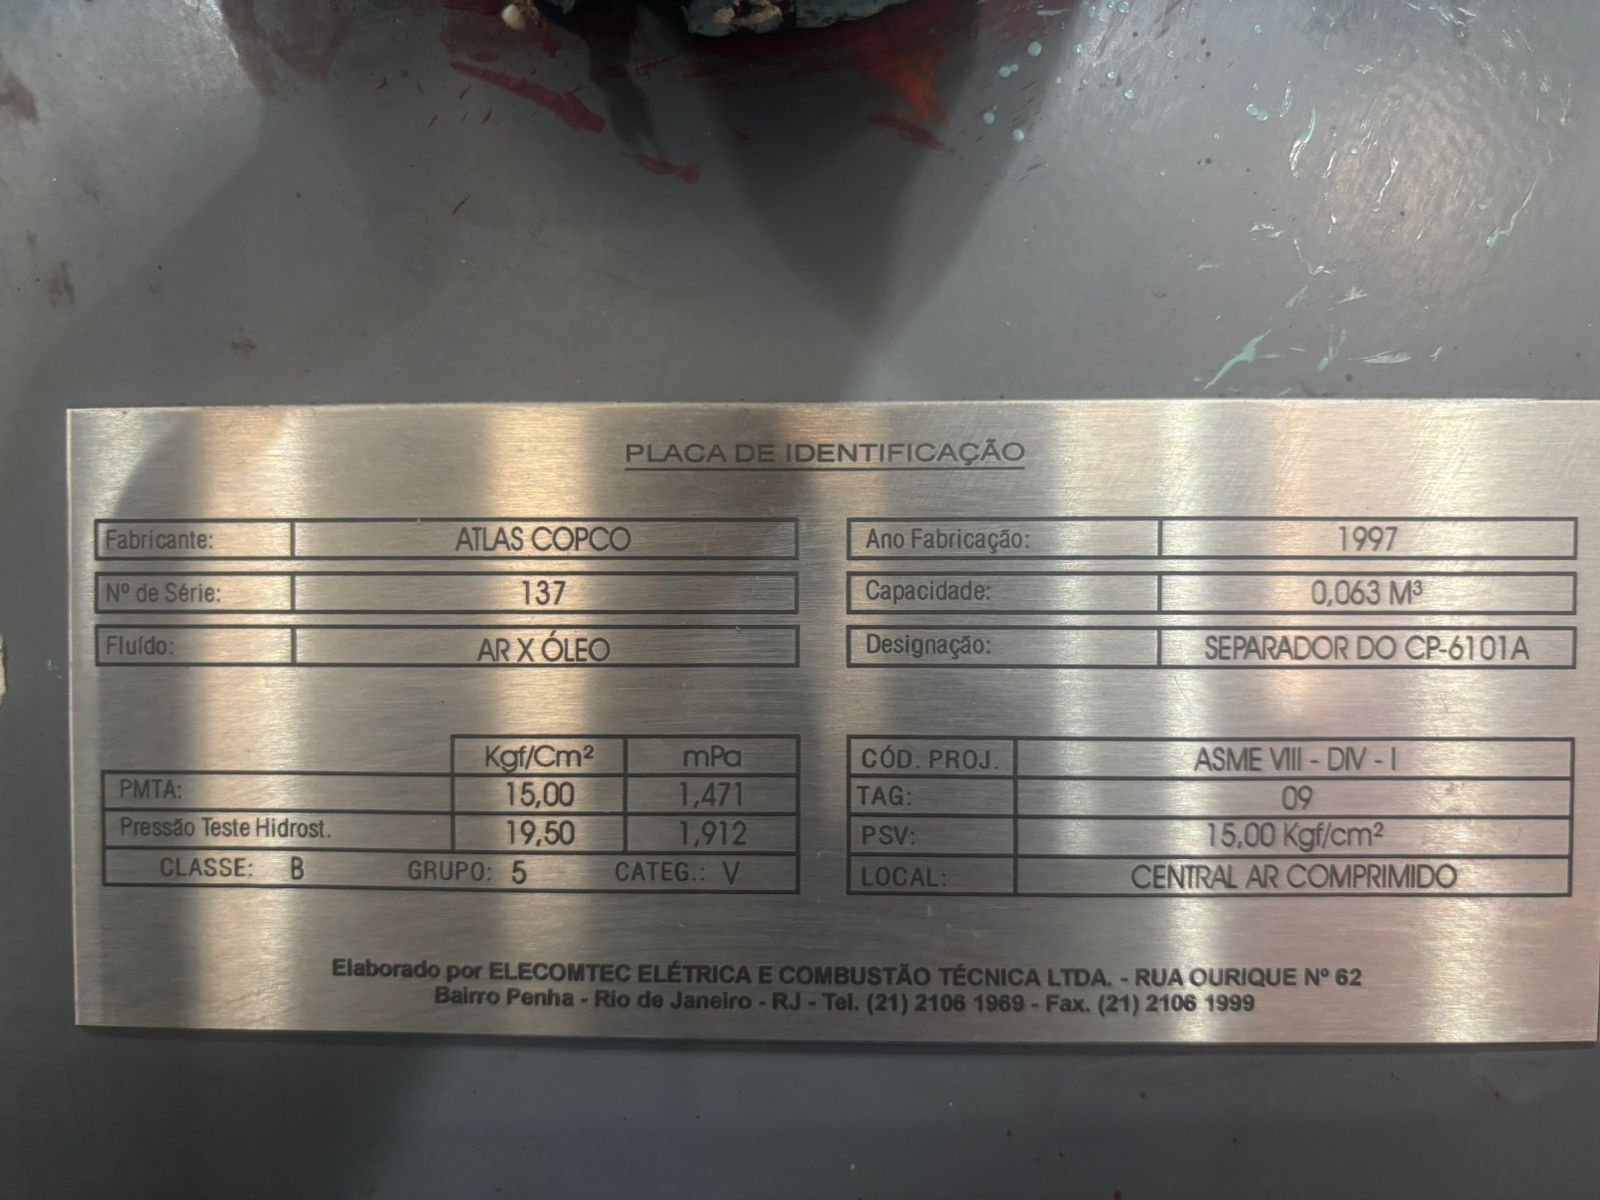 PLACA DE IDENTIFICAÇÃO
Fabricante: ATLAS COPCO
Nº de Série: 137
Fluído: AR X ÓLEO
Ano Fabricação: 1997
Capacidade: 0,063 M³
Designação: SEPARADOR DO CP-6101A
Kgf/Cm² mPa
PMTA: 15,00 1,471
Pressão Teste Hidrost. 19,50 1,912
CLASSE: B GRUPO: 5 CATEG.: V
CÓD. PROJ. ASME VIII - DIV - I
TAG: 09
PSV: 15,00 Kgf/cm²
LOCAL: CENTRAL AR COMPRIMIDO
Elaborado por ELECOMTEC ELÉTRICA E COMBUSTÃO TÉCNICA LTDA. - RUA OURIQUE Nº 62
Bairro Penha - Rio de Janeiro - RJ - Tel. (21) 2106 1969 - Fax. (21) 2106 1999